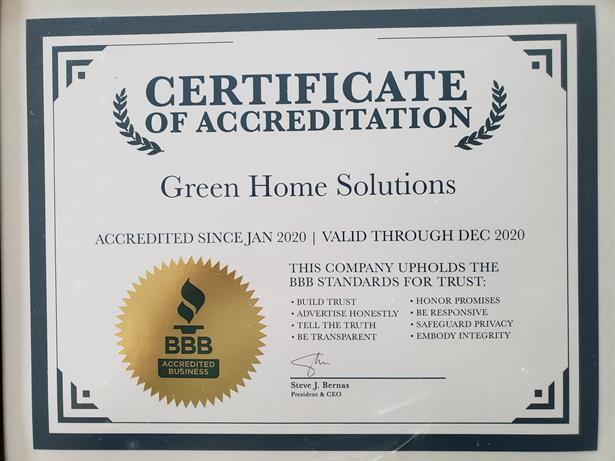 CERTIFICATE
OF ACCREDITATION
Green Home Solutions
ACCREDITED SINCE JAN 2020 | VALID THROUGH DEC 2020
THIS COMPANY UPHOLDS THE
BBB STANDARDS FOR TRUST:
• BUILD TRUST
• ADVERTISE HONESTLY
• TELL THE TRUTH
• BE TRANSPARENT
• HONOR PROMISES
• BE RESPONSIVE
• SAFEGUARD PRIVACY
• EMBODY INTEGRITY
BBB
ACCREDITED
BUSINESS
Steve J. Bernas
President & CEO